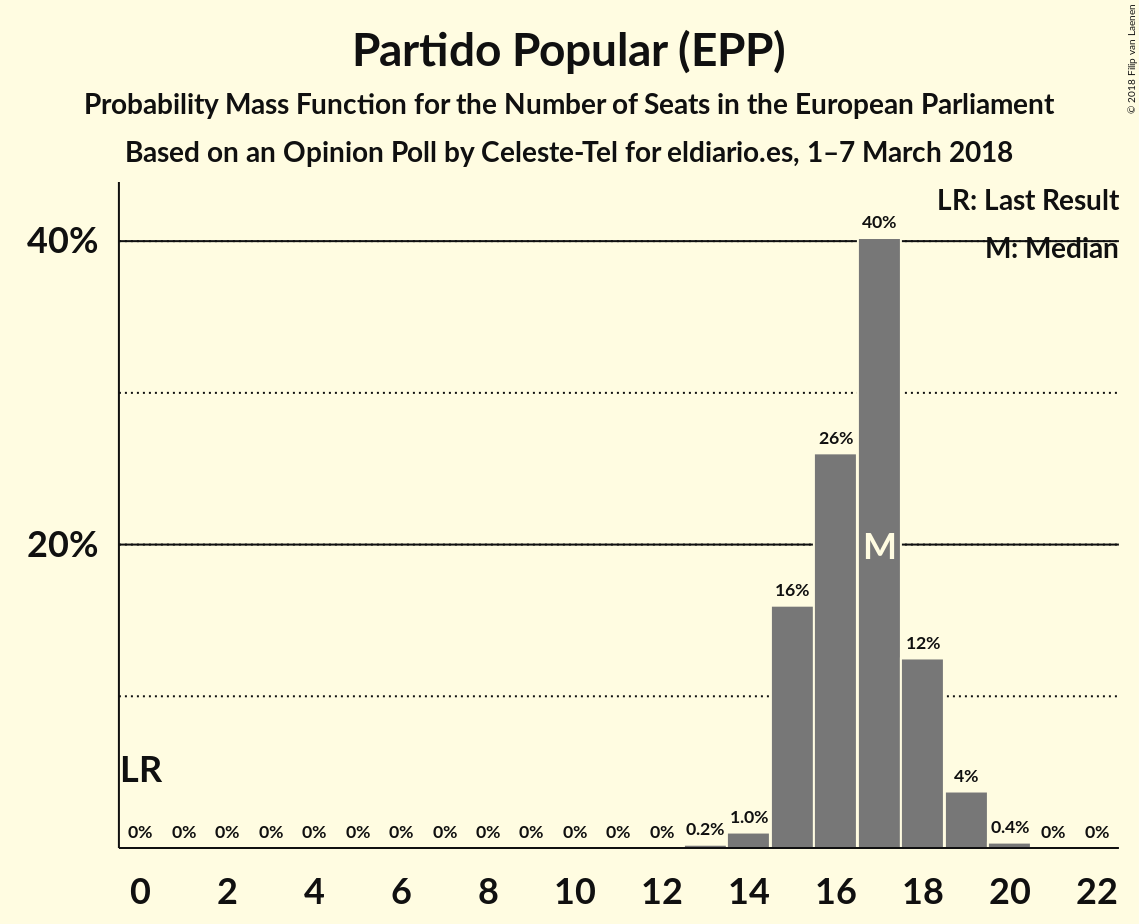 Partido Popular (EPP)
Probability Mass Function for the Number of Seats in the European Parliament
Based on an Opinion Poll by Celeste-Tel for eldiario.es, 1–7 March 2018
© 2018 Filip van Laenen
LR: Last Result
M: Median
40%
20%
40%
26%
M
16%
12%
4%
LR
0% 0% 0% 0% 0% 0% 0% 0% 0% 0% 0% 0% 0% 0.2% 1.0% 0.4% 0% 0%
0 2 4 6 8 10 12 14 16 18 20 22